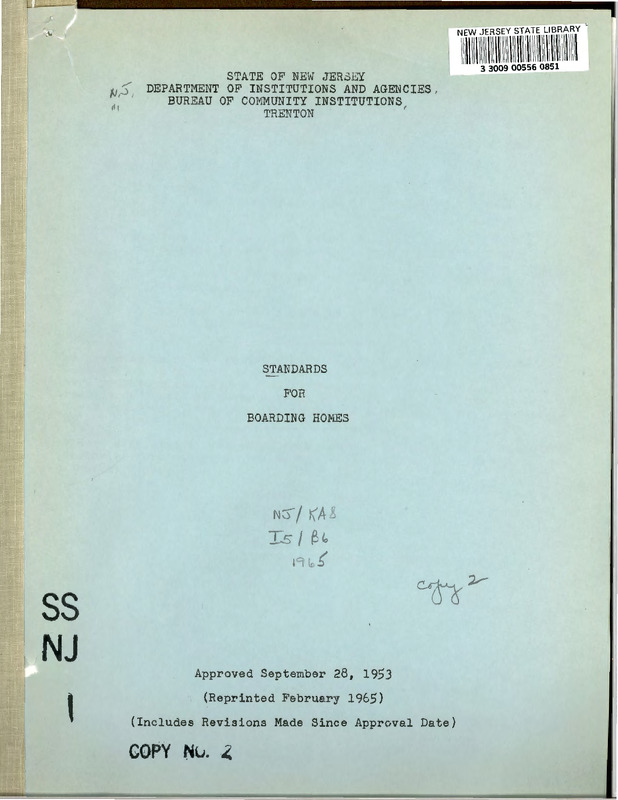 NEW JERSEY STATE LIBRARY
3 3009 00556 0851
STATE OF NEW JERSEY
N.J. DEPARTMENT OF INSTITUTIONS AND AGENCIES,
BUREAU OF COMMUNITY INSTITUTIONS,
TRENTON
STANDARDS
FOR
BOARDING HOMES
NJ/KA8
I5/B6
1965
copy 2
SS
NJ
1
Approved September 28, 1953
(Reprinted February 1965)
(Includes Revisions Made Since Approval Date)
COPY NO. 2